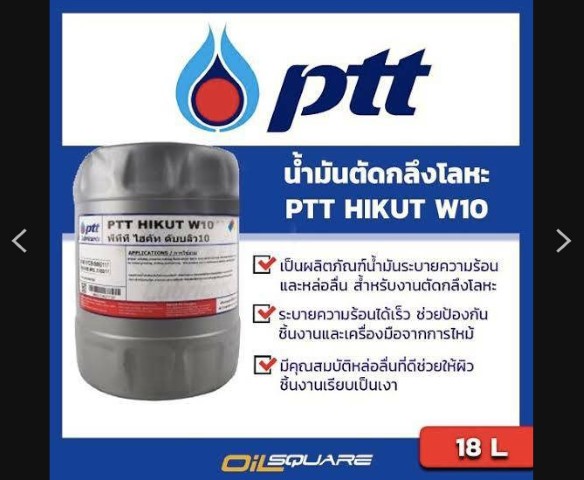 ptt
น้ำมันตัดกลึงโลหะ
PTT HIKUT W10
ptt
PTT HIKUT W10
พีทีที ไฮคัท ดับบลิว10
APPLICATIONS / การใช้งาน
เป็นผลิตภัณฑ์น้ำมันระบายความร้อน
และหล่อลื่น สำหรับงานตัดกลึงโลหะ
ระบายความร้อนได้เร็ว ช่วยป้องกัน
ชิ้นงานและเครื่องมือจากการไหม้
มีคุณสมบัติหล่อลื่นที่ดีช่วยให้ผิว
ชิ้นงานเรียบเป็นเงา
18 L
OILSQUARE